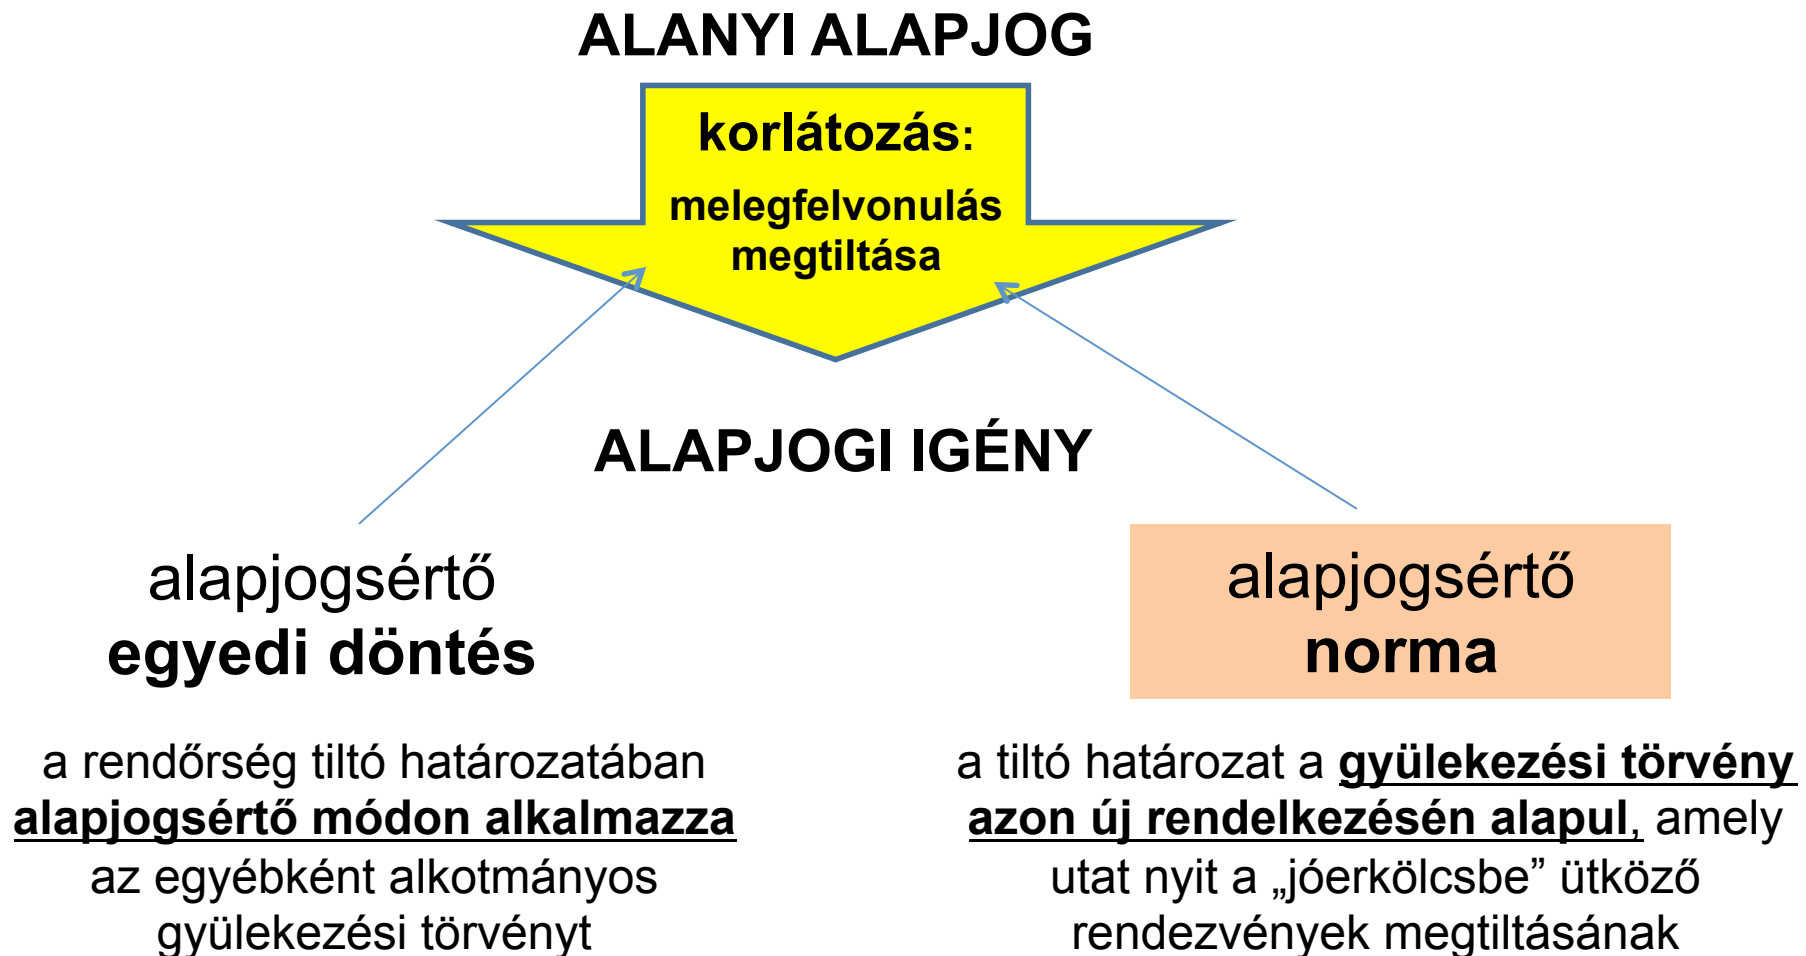 ALANYI ALAPJOG
korlátozás:
melegfelvonulás
megtiltása
ALAPJOGI IGÉNY
alapjogsértő
egyedi döntés
a rendőrség tiltó határozatában
alapjogsértő módon alkalmazza
az egyébként alkotmányos
gyülekezési törvényt
alapjogsértő
norma
a tiltó határozat a gyülekezési törvény
azon új rendelkezésén alapul, amely
utat nyit a „jóerkölcsbe” ütköző
rendezvények megtiltásának